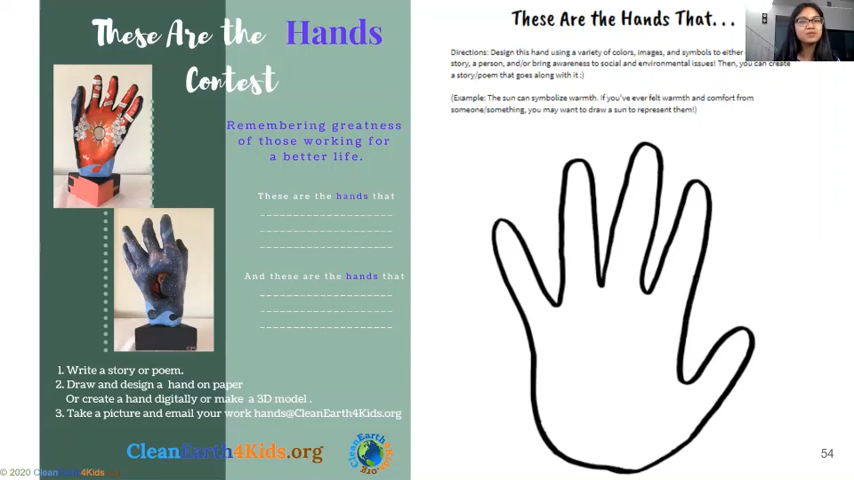 These Are the Hands
Contest
Remembering greatness
of those working for
a better life.
These are the hands that
And these are the hands that
1. Write a story or poem.
2. Draw and design a hand on paper
Or create a hand digitally or make a 3D model .
3. Take a picture and email your work hands@CleanEarth4Kids.org
CleanEarth4Kids.org
CleanEarth
4Kids.org
© 2020 CleanEarth4Kids.org
These Are the Hands That. . .
Directions: Design this hand using a variety of colors, images, and symbols to either
story, a person, and/or bring awareness to social and environmental issues! Then, you can create
a story/poem that goes along with it :)
(Example: The sun can symbolize warmth. If you've ever felt warmth and comfort from
someone/something, you may want to draw a sun to represent them!)
54